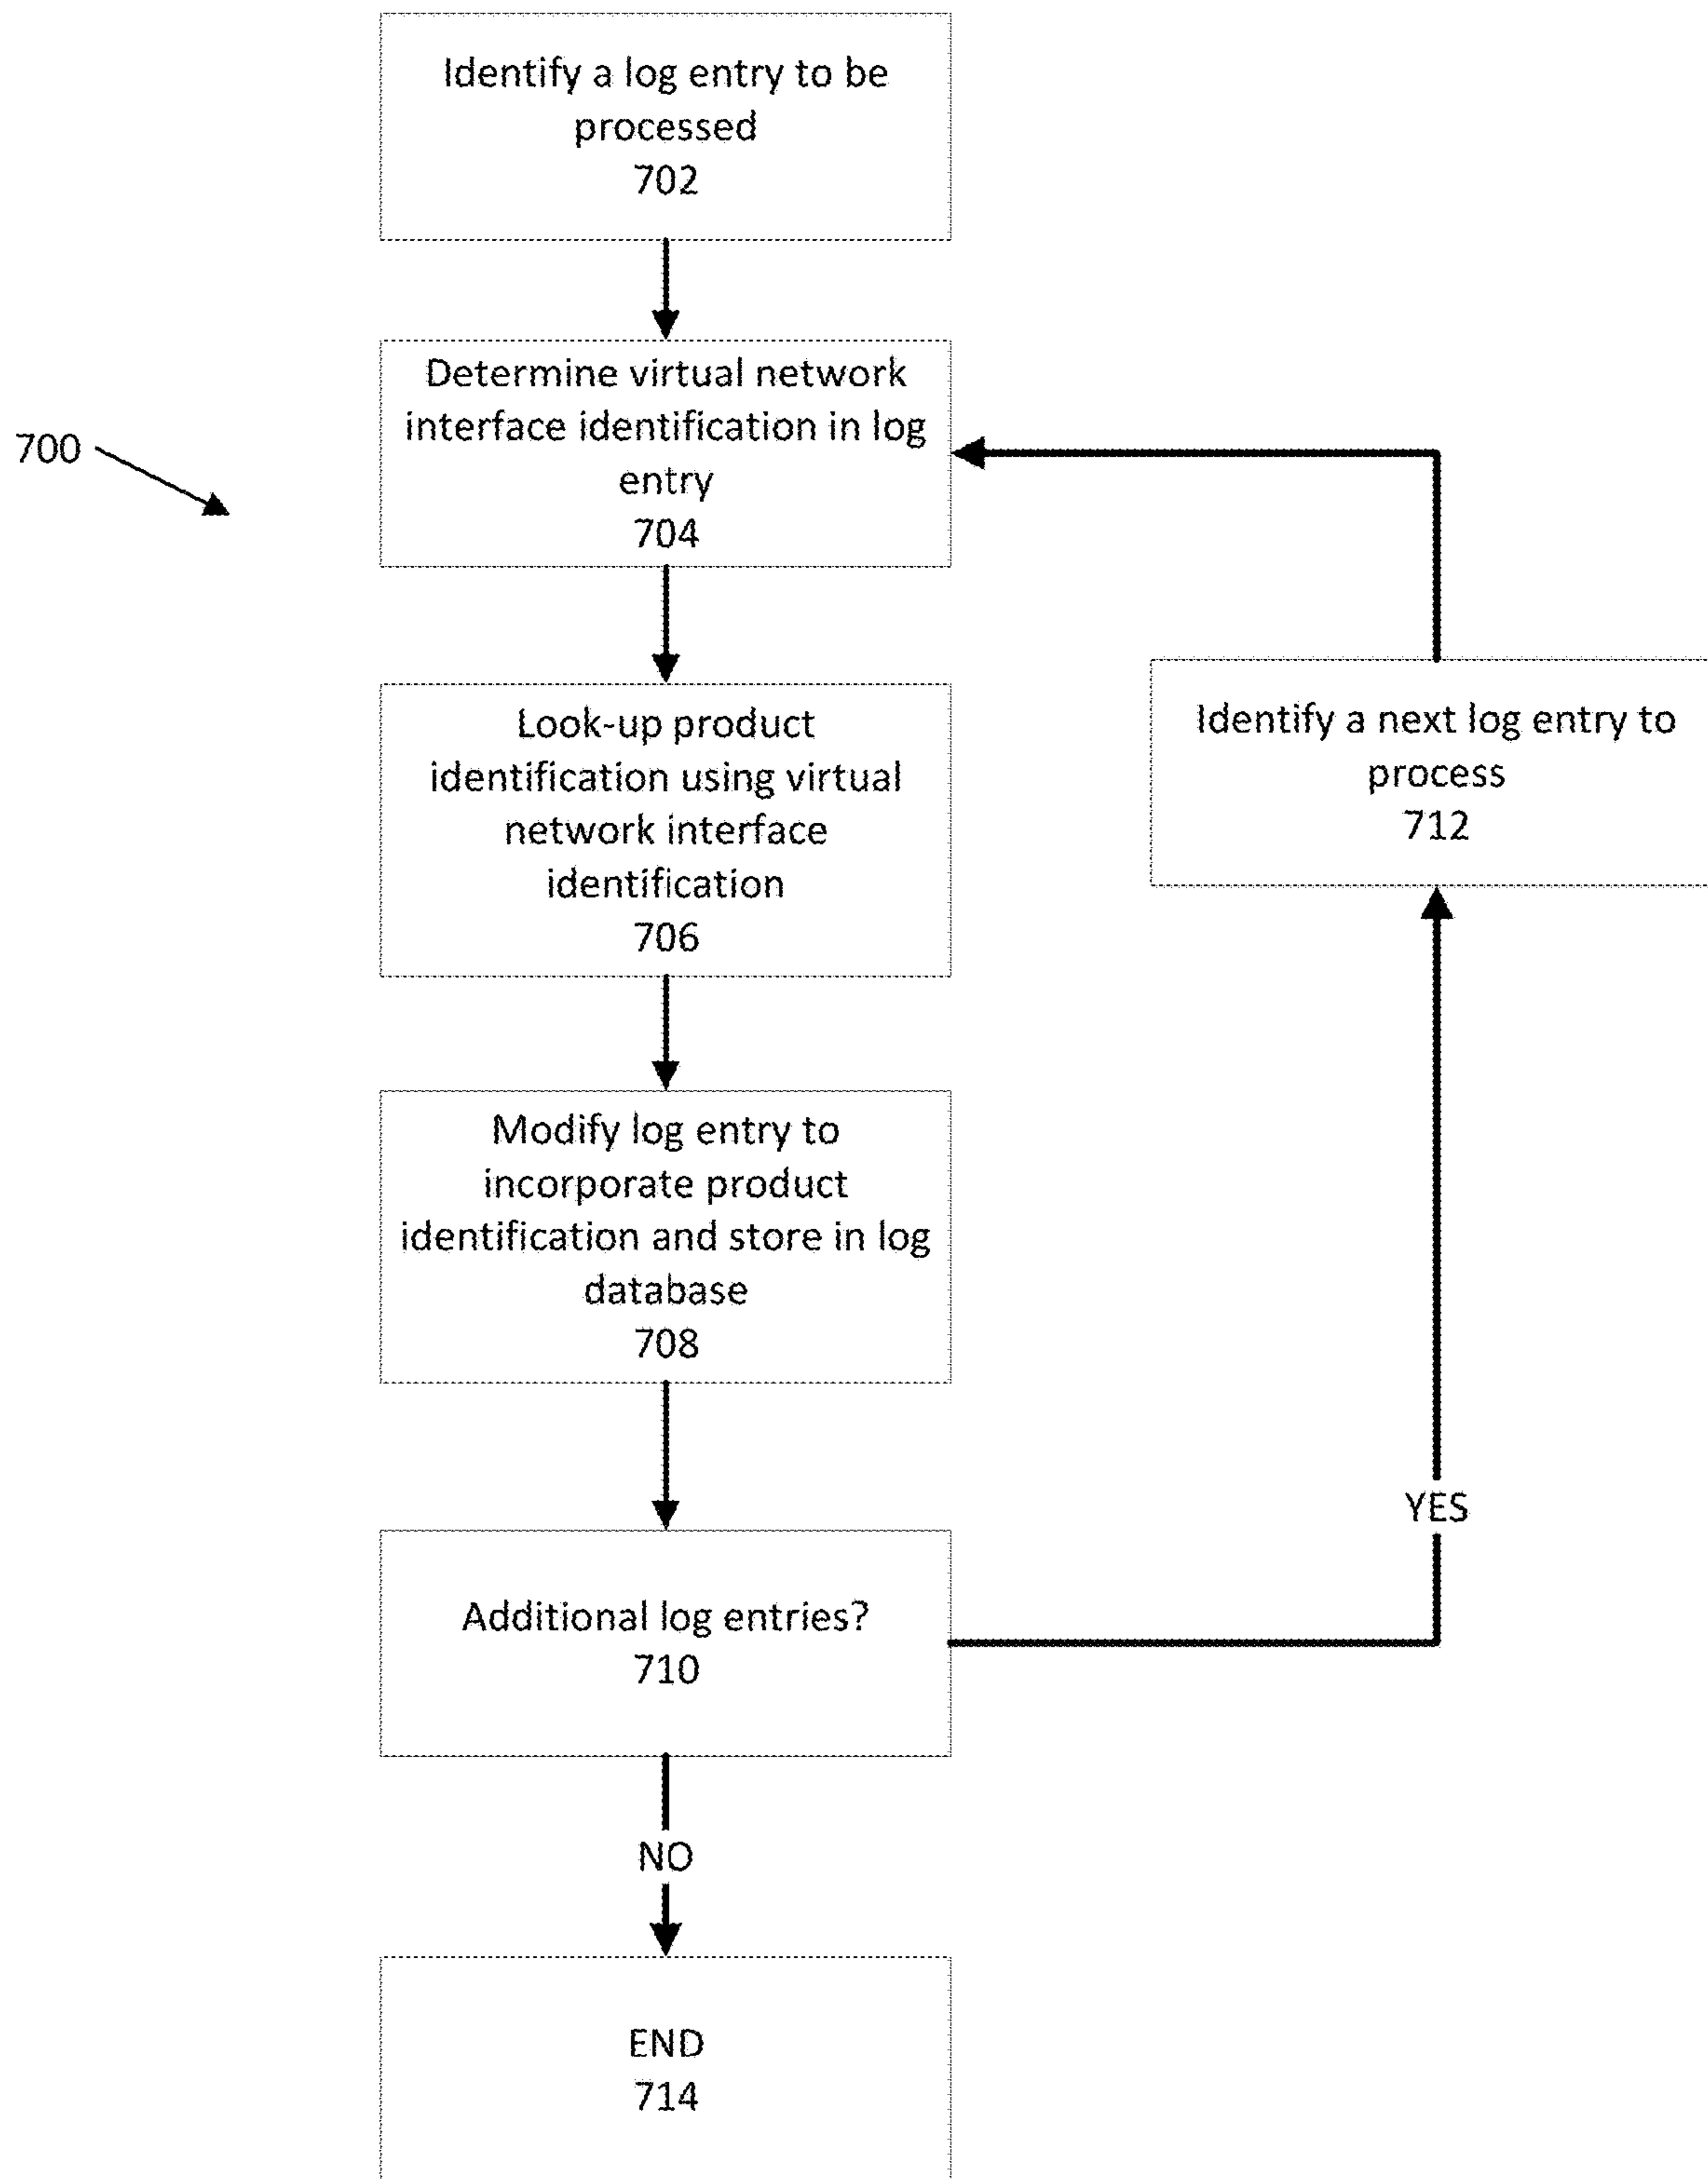 Identify a log entry to be
processed
702
700
Determine virtual network
interface identification in log
entry
704
Look-up product
identification using virtual
network interface
identification
706
Identify a next log entry to
process
712
Modify log entry to
incorporate product
identification and store in log
database
708
YES
Additional log entries?
710
NO
END
714